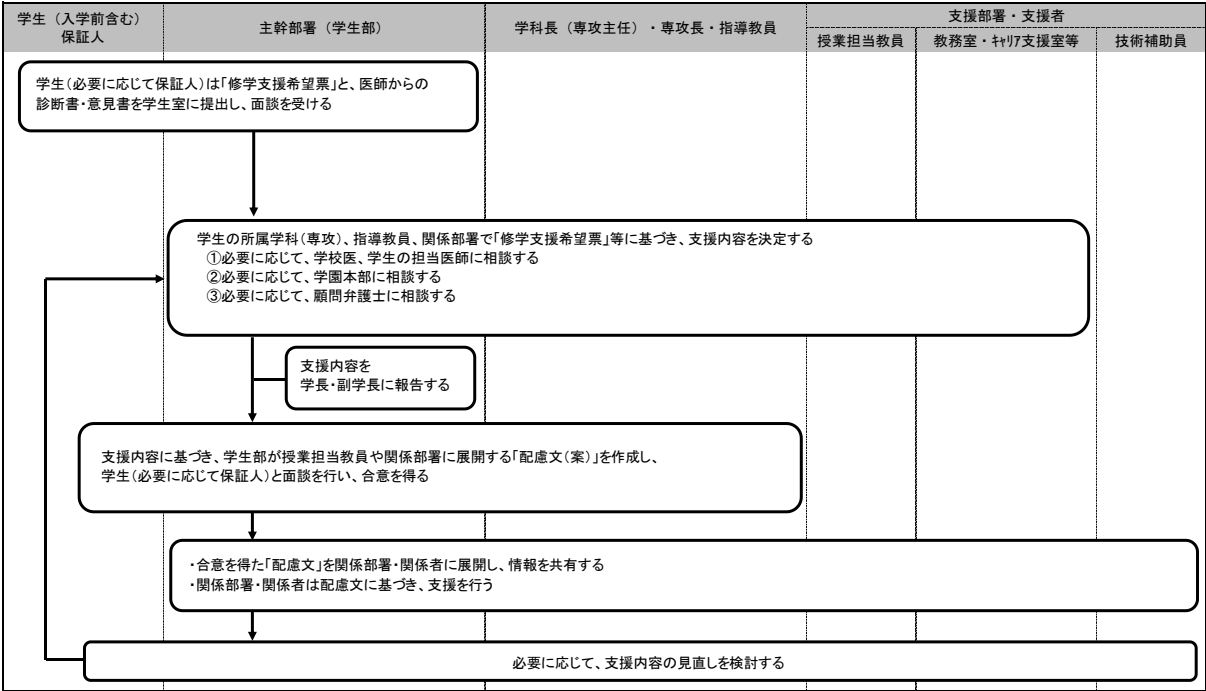 学生（入学前含む）
保証人
主幹部署（学生部）
学科長（専攻主任）・専攻長・指導教員
支援部署・支援者
授業担当教員
教務室・ｷｬﾘｱ支援室等
技術補助員
学生（必要に応じて保証人）は「修学支援希望票」と、医師からの
診断書・意見書を学生室に提出し、面談を受ける
学生の所属学科（専攻）、指導教員、関係部署で「修学支援希望票」等に基づき、支援内容を決定する
①必要に応じて、学校医、学生の担当医師に相談する
②必要に応じて、学園本部に相談する
③必要に応じて、顧問弁護士に相談する
支援内容を
学長・副学長に報告する
支援内容に基づき、学生部が授業担当教員や関係部署に展開する「配慮文（案）」を作成し、
学生（必要に応じて保証人）と面談を行い、合意を得る
・合意を得た「配慮文」を関係部署・関係者に展開し、情報を共有する
・関係部署・関係者は配慮文に基づき、支援を行う
必要に応じて、支援内容の見直しを検討する